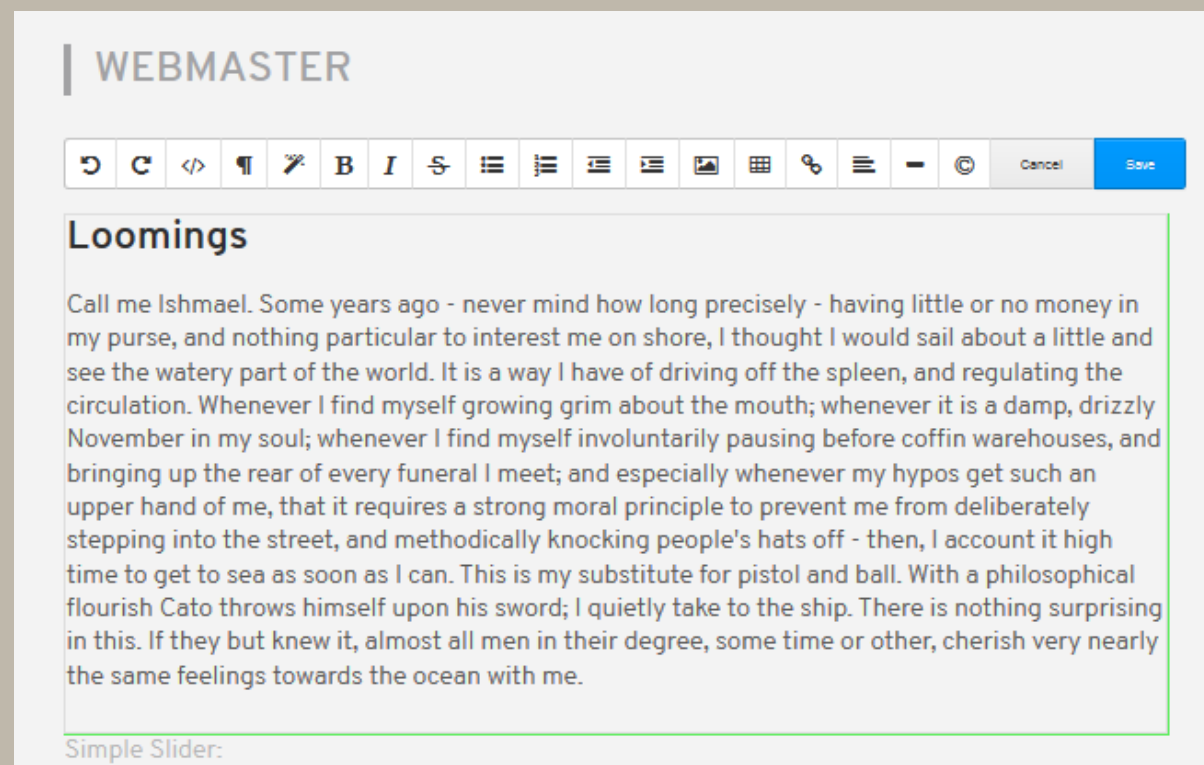 WEBMASTER
Cancel
Save
Loomings
Call me Ishmael. Some years ago - never mind how long precisely - having little or no money in
my purse, and nothing particular to interest me on shore, I thought I would sail about a little and
see the watery part of the world. It is a way I have of driving off the spleen, and regulating the
circulation. Whenever I find myself growing grim about the mouth; whenever it is a damp, drizzly
November in my soul; whenever I find myself involuntarily pausing before coffin warehouses, and
bringing up the rear of every funeral I meet; and especially whenever my hypos get such an
upper hand of me, that it requires a strong moral principle to prevent me from deliberately
stepping into the street, and methodically knocking people's hats off - then, I account it high
time to get to sea as soon as I can. This is my substitute for pistol and ball. With a philosophical
flourish Cato throws himself upon his sword; I quietly take to the ship. There is nothing surprising
in this. If they but knew it, almost all men in their degree, some time or other, cherish very nearly
the same feelings towards the ocean with me.
Simple Slider: